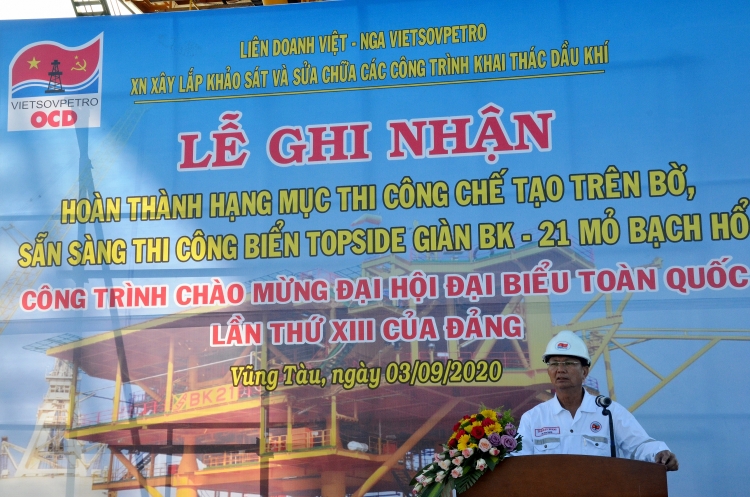 LIÊN DOANH VIỆT - NGA VIETSOVPETRO
XN XÂY LẮP KHẢO SÁT VÀ SỬA CHỮA CÁC CÔNG TRÌNH KHAI THÁC DẦU KHÍ
VIETSOVPETRO
OCD
LỄ GHI NHẬN
HOÀN THÀNH HẠNG MỤC THI CÔNG CHẾ TẠO TRÊN BỜ,
SẴN SÀNG THI CÔNG BIỂN TOPSIDE GIÀN BK - 21 MỎ BẠCH HỔ
CÔNG TRÌNH CHÀO MỪNG ĐẠI HỘI ĐẠI BIỂU TOÀN QUỐC
LẦN THỨ XIII CỦA ĐẢNG
Vũng Tàu, ngày 03/09/2020
BK21